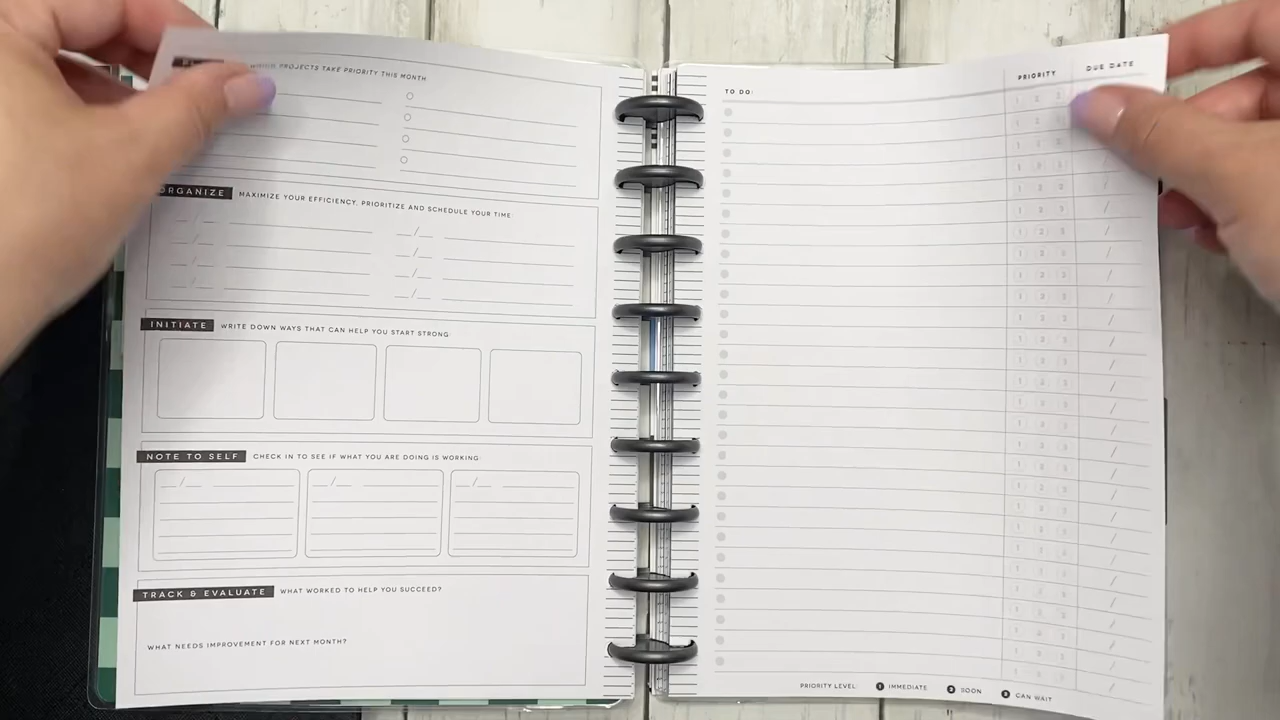 WHICH PROJECTS TAKE PRIORITY THIS MONTH
ORGANIZE MAXIMIZE YOUR EFFICIENCY. PRIORITIZE AND SCHEDULE YOUR TIME:
INITIATE WRITE DOWN WAYS THAT CAN HELP YOU START STRONG:
NOTE TO SELF CHECK IN TO SEE IF WHAT YOU ARE DOING IS WORKING:
TRACK & EVALUATE WHAT WORKED TO HELP YOU SUCCEED?
WHAT NEEDS IMPROVEMENT FOR NEXT MONTH?
TO DO: PRIORITY DUE DATE
PRIORITY LEVEL: 1 IMMEDIATE 2 SOON 3 CAN WAIT